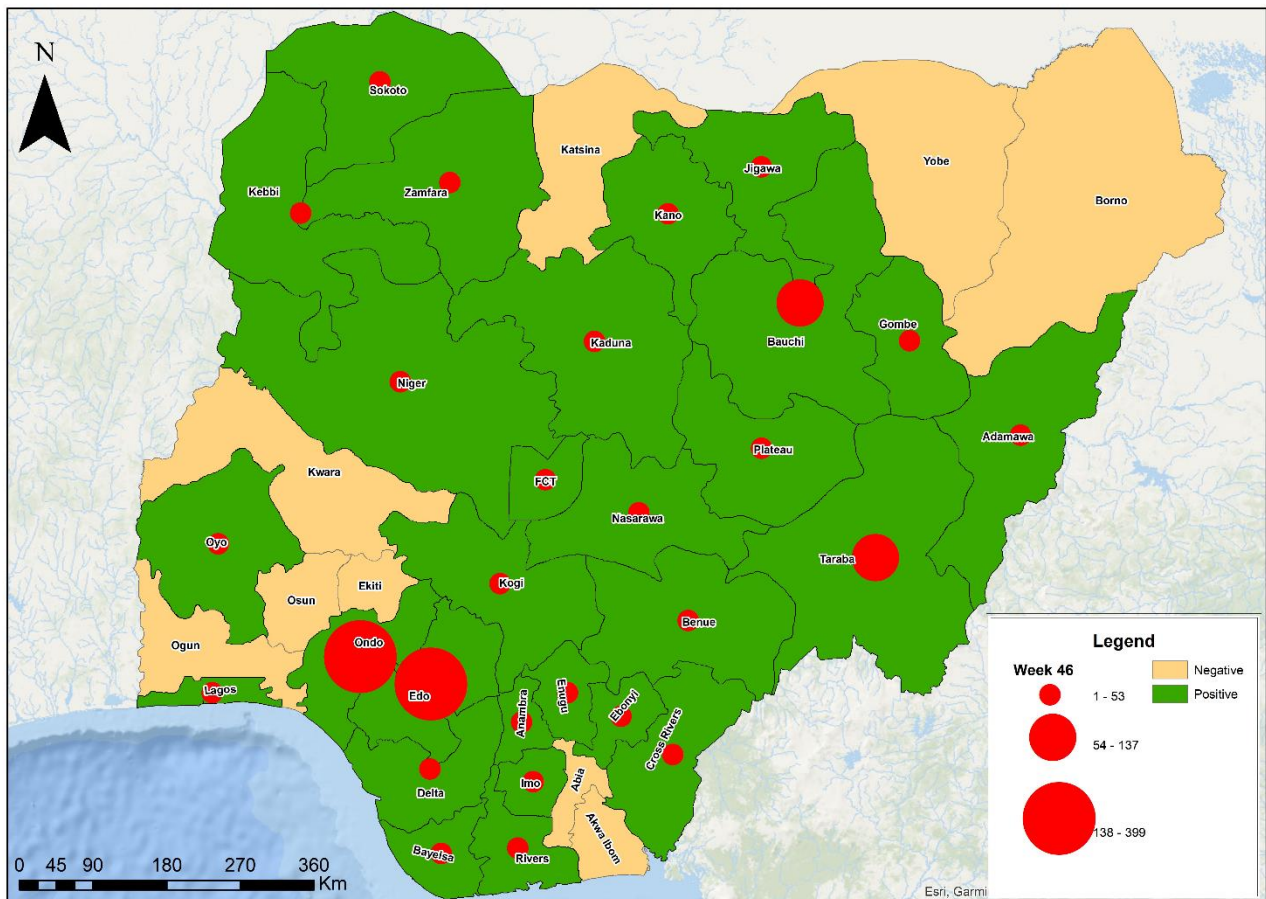 N
Sokoto
Katsina
Yobe
Borno
Kebbi
Zamfara
Jigawa
Kano
Gombe
Kaduna
Bauchi
Niger
Adamawa
Plateau
Kwara
FCT
Nasarawa
Oyo
Taraba
Kogi
Ekiti
Osun
Benue
Ogun
Ondo
Lagos
Edo
Anambra
Enugu
Ebonyi
Cross Rivers
Imo
Abia
Delta
Akwa Ibom
Bayelsa
Rivers
Legend
Week 46
1 - 53
54 - 137
138 - 399
Negative
Positive
0 45 90 180 270 360
Km
Esri, Garmi